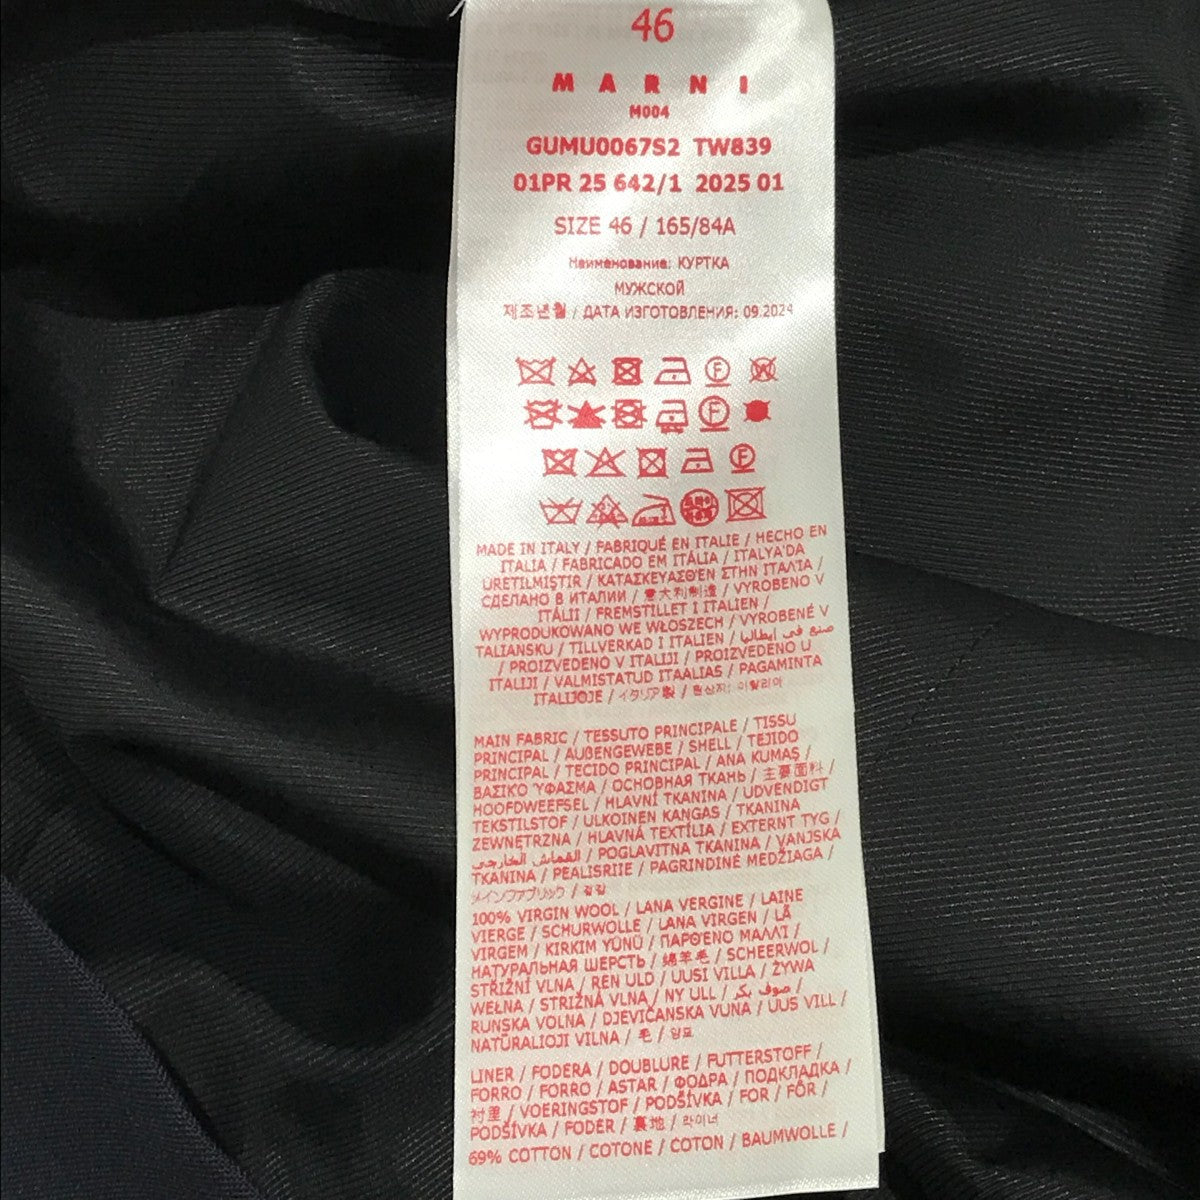 46
MARNI
M004
GUMU0067S2 TW839
01PR 25 642/1 2025 01
SIZE 46 / 165/84A
Наименование: КУРТКА
МУЖСКОЙ
제조년월 / ДАТА ИЗГОТОВЛЕНИЯ: 09.2024
MADE IN ITALY / FABRIQUÉ EN ITALIE / HECHO EN
ITALIA / FABRICADO EM ITÁLIA / ITALYA'DA
ÜRETILMIŞTIR / ΚΑΤΑΣΚΕΥΑΣΘΕΝ ΣΤΗΝ ΙΤΑΛΙΑ /
СДЕЛАНО В ИТАЛИИ / 意大利制造 / VYROBENO V
ITÁLII / FREMSTILLET I ITALIEN /
WYPRODUKOWANO WE WŁOSZECH / VYROBENÉ V
TALIANSKU / TILLVERKAD I ITALIEN / صنع في ايطاليا
/ PROIZVEDENO V ITALIJI / PROIZVEDENO U
ITALIJI / VALMISTATUD ITAALIAS / PAGAMINTA
ITALIJOJE / イタリア製 / 원산지: 이탈리아
MAIN FABRIC / TESSUTO PRINCIPALE / TISSU
PRINCIPAL / AUßENGEWEBE / SHELL / TEJIDO
PRINCIPAL / TECIDO PRINCIPAL / ANA KUMAŞ /
ΒΑΣΙΚΟ ΎΦΑΣΜΑ / ОСНОВНАЯ ТКАНЬ / 主要面料 /
HOOFDWEEFSEL / HLAVNÍ TKANINA / UDVENDIGT
TEKSTILSTOF / ULKOINEN KANGAS / TKANINA
ZEWNĘTRZNA / HLAVNÁ TEXTÍLIA / EXTERNT TYG /
القماش الخارجي / POGLAVITNA TKANINA / VANJSKA
TKANINA / PEALISRIIE / PAGRINDINĖ MEDŽIAGA /
メインファブリック / 겉감
100% VIRGIN WOOL / LANA VERGINE / LAINE
VIERGE / SCHURWOLLE / LANA VIRGEN / LÃ
VIRGEM / KIRKIM YÜNÜ / ΠΑΡΘΕΝΟ ΜΑΛΛΙ /
НАТУРАЛЬНАЯ ШЕРСТЬ / 绵羊毛 / SCHEERWOL /
STŘIŽNÍ VLNA / REN ULD / UUSI VILLA / ŻYWA
WEŁNA / STRIŽNÁ VLNA / NY ULL / صوف بكر /
RUNSKA VOLNA / DJEVIČANSKA VUNA / UUS VILL /
NATŪRALIOJI VILNA / 毛 / 양모
LINER / FODERA / DOUBLURE / FUTTERSTOFF /
FORRO / FORRO / ASTAR / ΦΟΔΡΑ / ПОДКЛАДКА /
衬里 / VOERINGSTOF / PODŠÍVKA / FOR / FÔR /
PODŠÍVKA / FODER / 裏地 / 라이너
69% COTTON / COTONE / COTON / BAUMWOLLE /